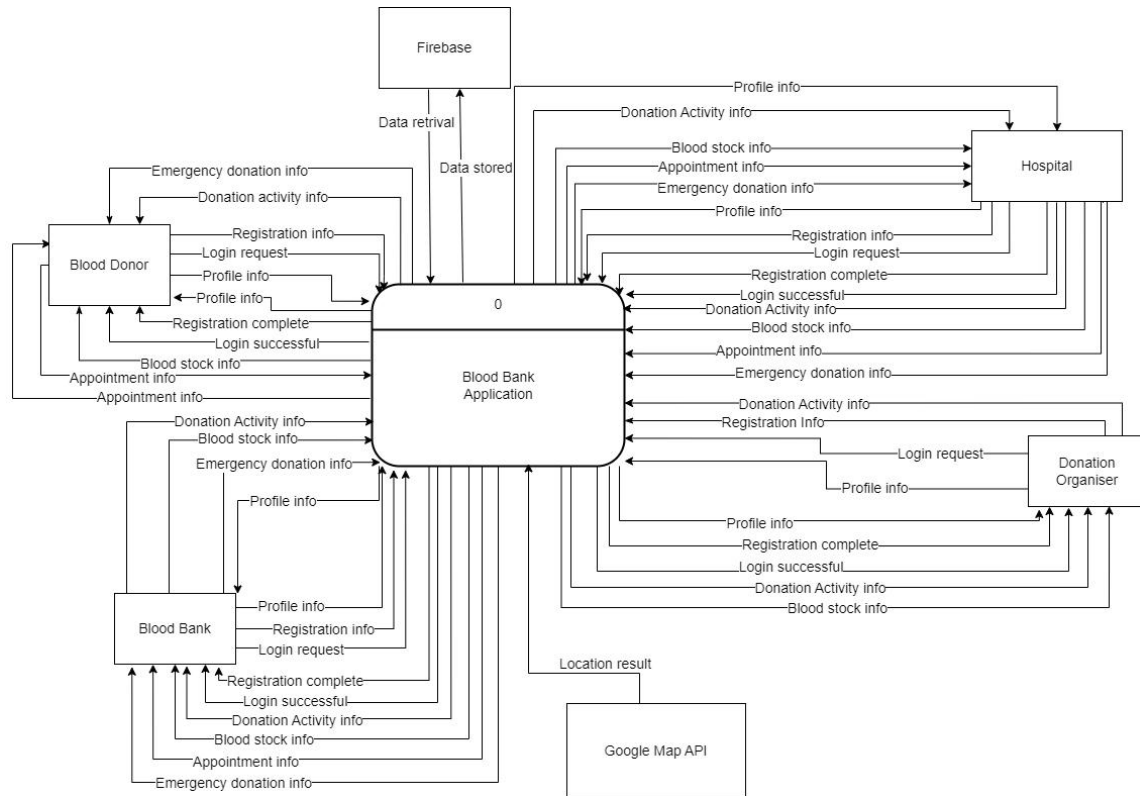 Firebase
Profile info
Donation Activity info
Data retrival
Blood stock info
Appointment info
Data stored
Emergency donation info
Hospital
Emergency donation info
Donation activity info
Profile info
Registration info
Registration info
Login request
Login request
Blood Donor
Profile info
Registration complete
Profile info
Login successful
0
Donation Activity info
Registration complete
Blood stock info
Login successful
Blood stock info
Appointment info
Appointment info
Emergency donation info
Blood Bank
Application
Appointment info
Donation Activity info
Donation Activity info
Registration Info
Blood stock info
Login request
Emergency donation info
Donation
Organiser
Profile info
Profile info
Profile info
Registration complete
Login successful
Donation Activity info
Profile info
Blood stock info
Blood Bank
Registration info
Login request
Location result
Registration complete
Login successful
Donation Activity info
Blood stock info
Google Map API
Appointment info
Emergency donation info